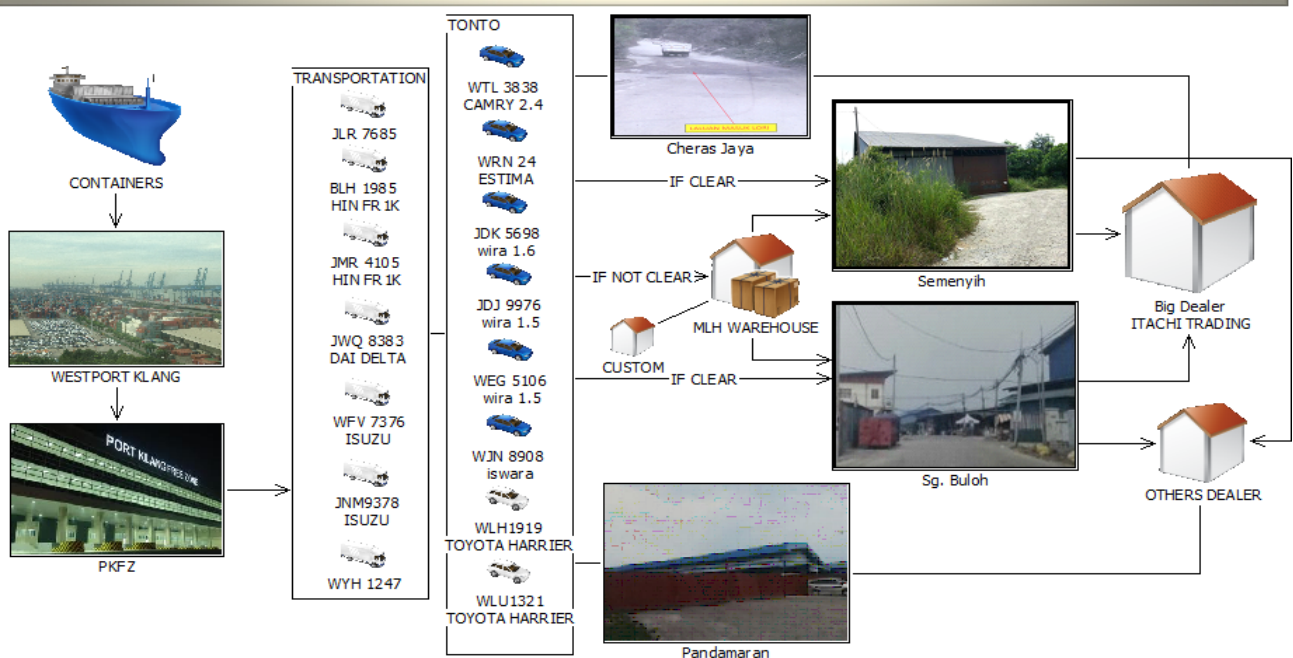 CONTAINERS
WESTPORT KLANG
PORT KLANG FREE ZONE
PKFZ
TRANSPORTATION
JLR 7685
BLH 1985
HIN FR 1K
JMR 4105
HIN FR 1K
JWQ 8383
DAI DELTA
WFV 7376
ISUZU
JNM9378
ISUZU
WYH 1247
TONTO
WTL 3838
CAMRY 2.4
WRN 24
ESTIMA
JDK 5698
wira 1.6
JDJ 9976
wira 1.5
WEG 5106
wira 1.5
WJN 8908
iswara
WLH1919
TOYOTA HARRIER
WLU1321
TOYOTA HARRIER
Cheras Jaya
IF CLEAR
IF NOT CLEAR
MLH WAREHOUSE
CUSTOM
IF CLEAR
Semenyih
Sg. Buloh
Pandamaran
Big Dealer
ITACHI TRADING
OTHERS DEALER